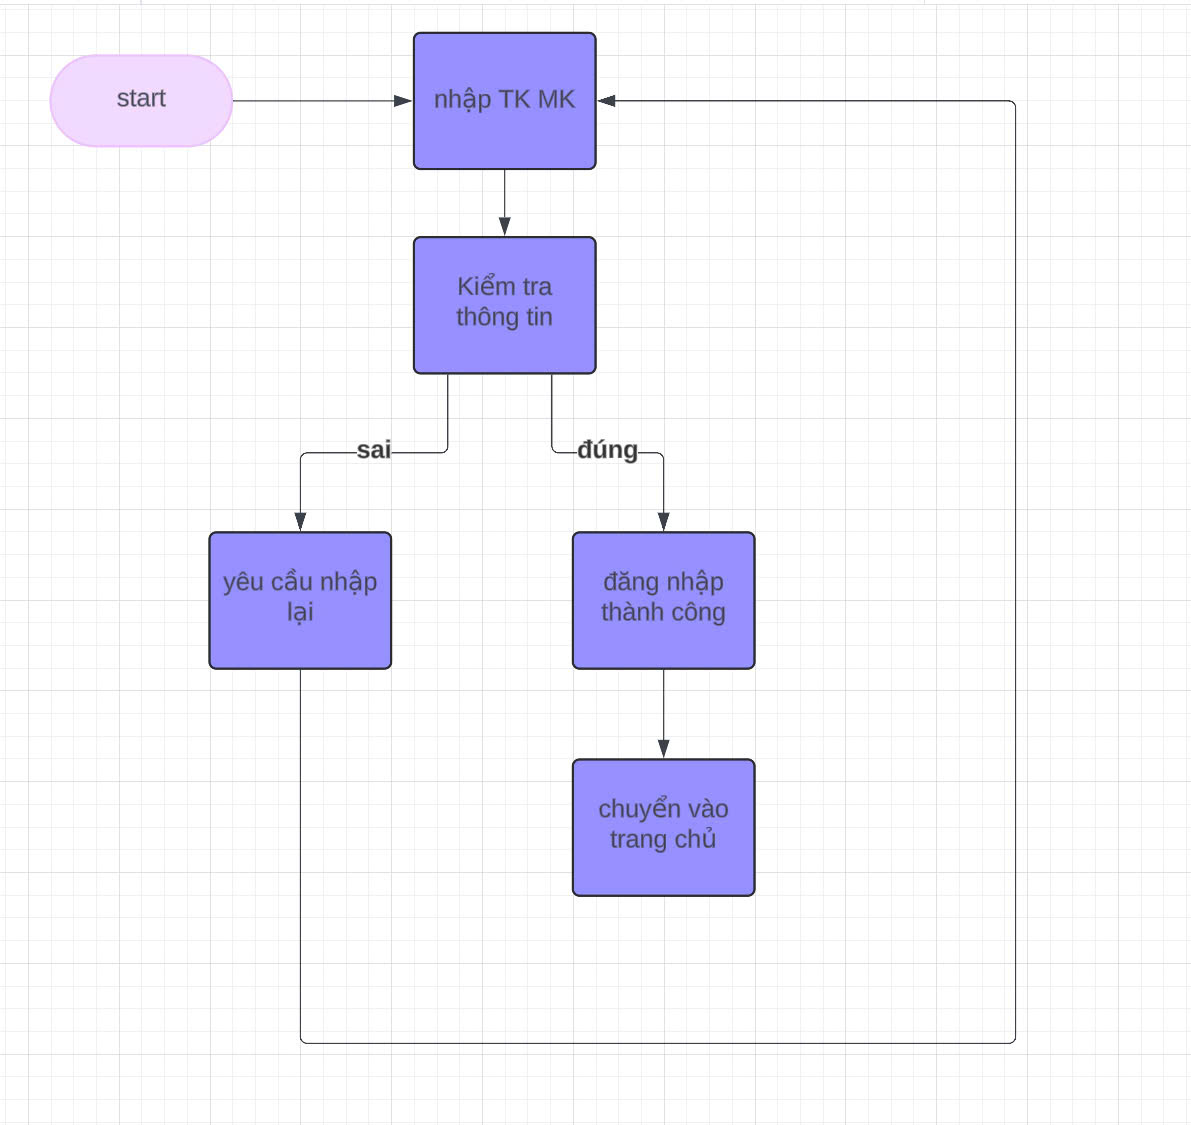 start
nhập TK MK
Kiểm tra
thông tin
sai
đúng
yêu cầu nhập
lại
đăng nhập
thành công
chuyển vào
trang chủ